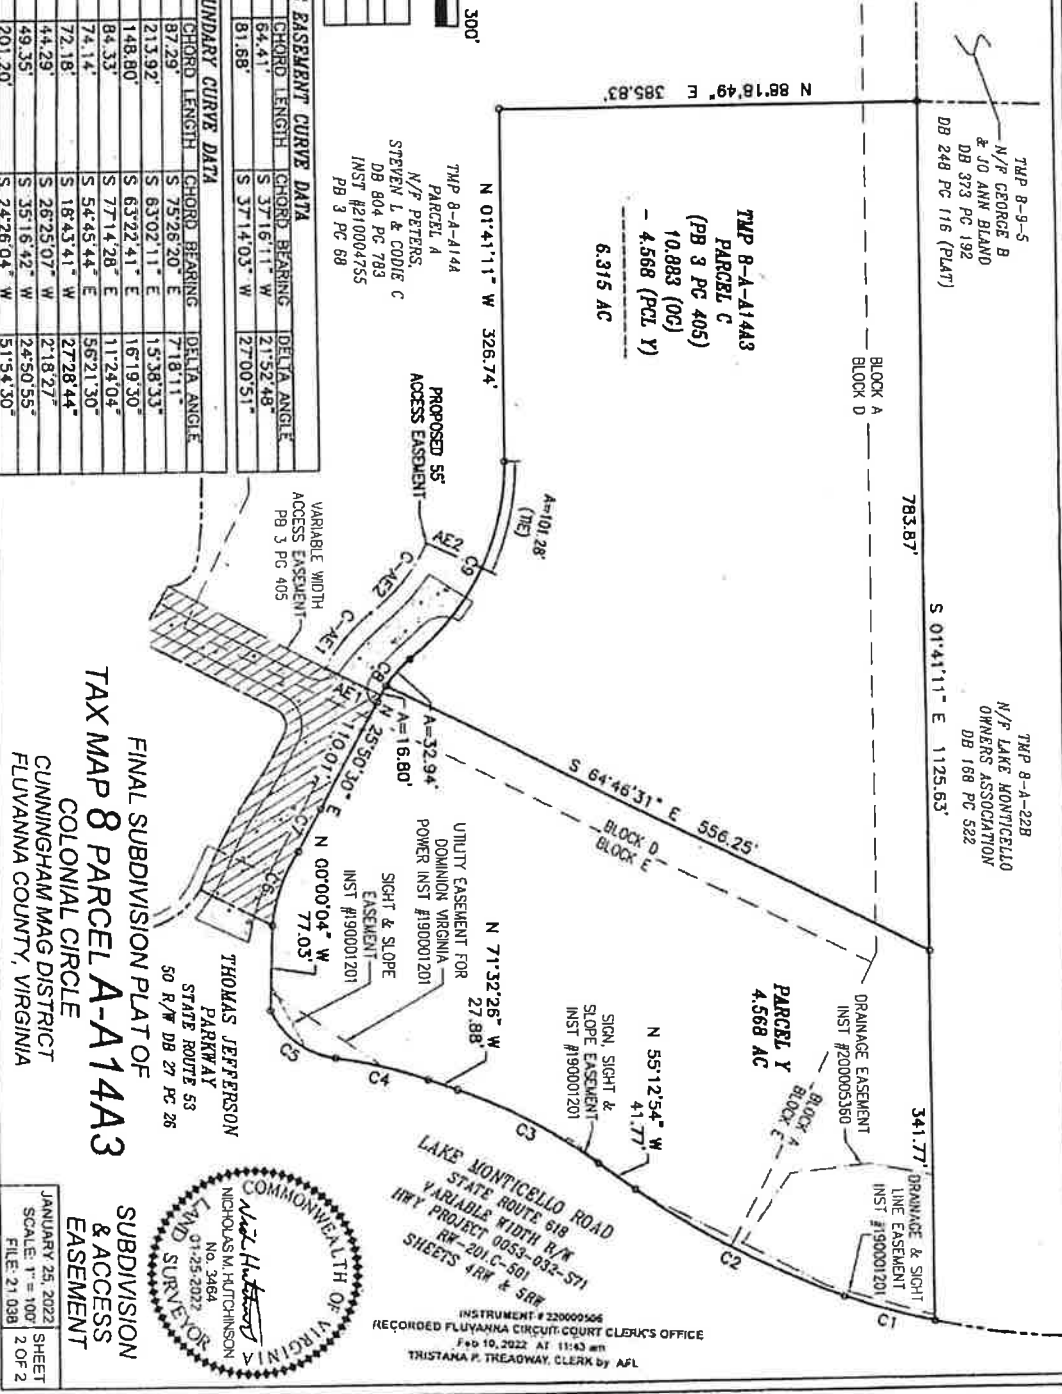 300'
TMP 8-9-5
N/F GEORGE B
& JO ANN BLAND
DB 373 PG 192
DB 248 PG 116 (PLAT)
TMP 8-A-22B
N/F LAKE MONTICELLO
OWNERS ASSOCIATION
DB 168 PG 522
S 01°41'11" E 1125.63'
783.87'
341.77'
N 88°18'49" E 385.83'
BLOCK A
BLOCK D
DRAINAGE & SIGHT
LINE EASEMENT
INST #190001201
DRAINAGE EASEMENT
INST #200005360
TMP 8-A-A14A3
PARCEL C
(PB 3 PG 405)
10.883 (OG)
- 4.568 (PCL Y)
6.315 AC
PARCEL Y
4.568 AC
BLOCK A
BLOCK E
S 64°46'31" E 556.25'
BLOCK D
BLOCK E
N 01°41'11" W 326.74'
A=101.28'
(TIE)
TMP 8-A-A14A
PARCEL A
N/F PETERS,
STEVEN L & CODIE C
DB 804 PG 783
INST #210004755
PB 3 PG 68
PROPOSED 55'
ACCESS EASEMENT
AE2
C9
C-AE2
C-AE1
C8
AE1
A=32.94'
A=16.80'
N 25°50'30" E
110.01'
C7
C6
N 00°00'04" W
77.03'
N 71°32'26" W
27.88'
N 55°12'54" W
41.77'
C5
C4
C3
C2
C1
UTILITY EASEMENT FOR
DOMINION VIRGINIA
POWER INST #190001201
SIGHT & SLOPE
EASEMENT
INST #190001201
SIGN, SIGHT &
SLOPE EASEMENT
INST #190001201
VARIABLE WIDTH
ACCESS EASEMENT
PB 3 PG 405
THOMAS JEFFERSON
PARKWAY
STATE ROUTE 53
50 R/W DB 27 PG 26
LAKE MONTICELLO ROAD
STATE ROUTE 618
VARIABLE WIDTH R/W
HWY PROJECT 0053-032-571
RW-201,C-501
SHEETS 4RW & 5RW
EASEMENT CURVE DATA
CHORD LENGTH CHORD BEARING DELTA ANGLE
64.41' S 37°16'11" W 21°52'48"
81.68' S 37°14'03" W 27°00'51"
UNDARY CURVE DATA
CHORD LENGTH CHORD BEARING DELTA ANGLE
87.29' S 75°26'20" E 7°18'11"
213.92' S 63°02'11" E 15°38'33"
148.80' S 63°22'41" E 16°19'30"
84.33' S 77°14'28" E 11°24'04"
74.14' S 54°45'44" E 56°21'30"
72.18' S 18°43'41" W 27°28'44"
44.29' S 26°25'07" W 2°18'27"
49.35' S 35°16'42" W 24°50'55"
201.20' S 24°26'04" W 51°54'30"
FINAL SUBDIVISION PLAT OF
TAX MAP 8 PARCEL A-A14A3
COLONIAL CIRCLE
CUNNINGHAM MAG DISTRICT
FLUVANNA COUNTY, VIRGINIA
COMMONWEALTH OF VIRGINIA
NICHOLAS M. HUTCHINSON
No. 3464
01-25-2022
LAND SURVEYOR
SUBDIVISION
& ACCESS
EASEMENT
JANUARY 25, 2022
SCALE: 1" = 100'
FILE: 21.038
SHEET
2 OF 2
INSTRUMENT # 220000506
RECORDED FLUVANNA CIRCUIT COURT CLERK'S OFFICE
Feb 10, 2022 AT 11:43 am
TRISTANA P. TREADWAY, CLERK by AFL